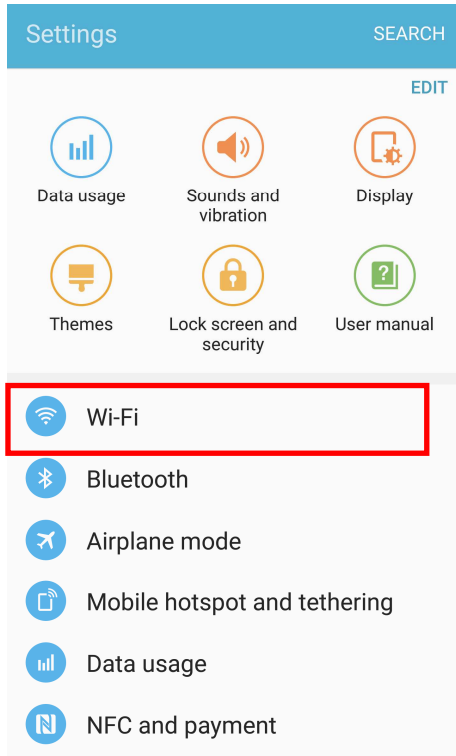 Settings
SEARCH
EDIT
Data usage
Sounds and
vibration
Display
Themes
Lock screen and
security
User manual
Wi-Fi
Bluetooth
Airplane mode
Mobile hotspot and tethering
Data usage
NFC and payment